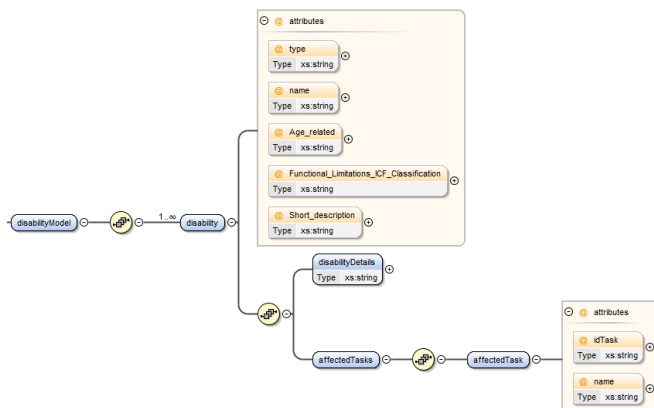 attributes
type
Type xs:string
name
Type xs:string
Age_related
Type xs:string
Functional_Limitations_ICF_Classification
Type xs:string
Short_description
Type xs:string
disabilityModel
1..∞
disability
disabilityDetails
Type xs:string
affectedTasks
affectedTask
attributes
idTask
Type xs:string
name
Type xs:string